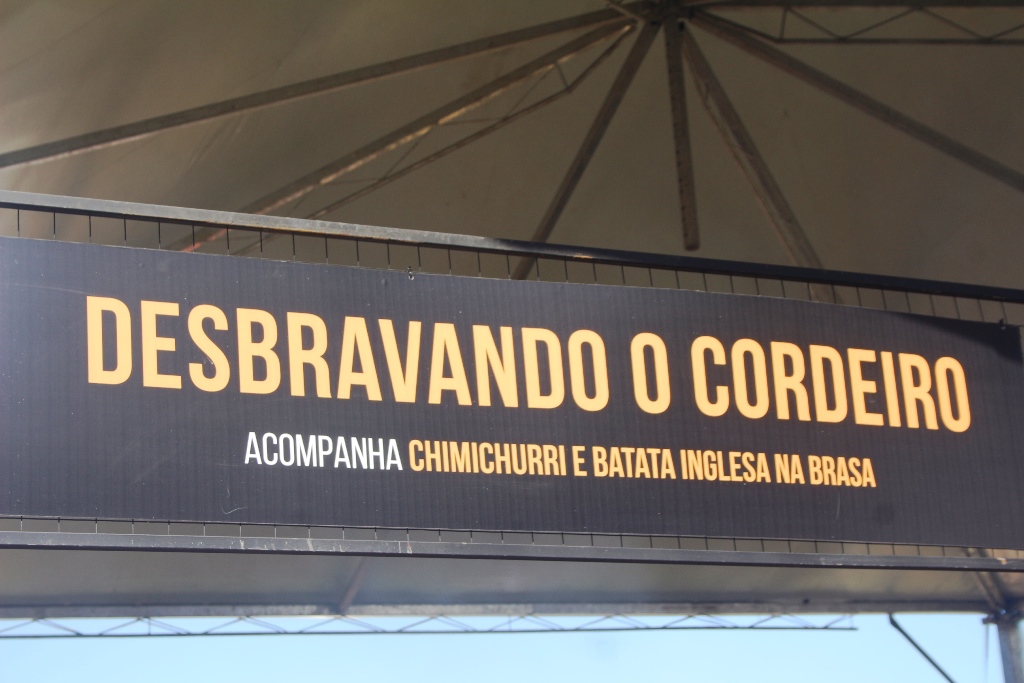 DESBRAVANDO O CORDEIRO
ACOMPANHA CHIMICHURRI E BATATA INGLESA NA BRASA